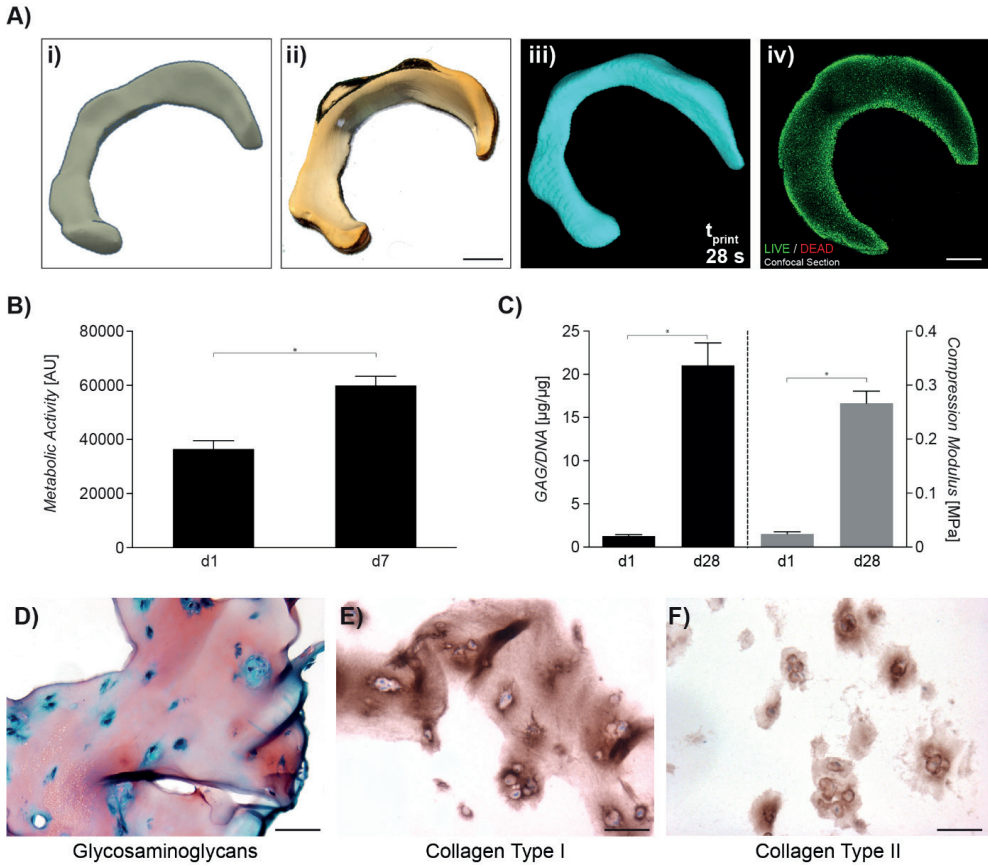 A)
i)
ii)
iii)
iv)
t_print
28 s
LIVE / DEAD
Confocal Section
B)
C)
Metabolic Activity [AU]
80000
60000
40000
20000
0
*
d1
d7
GAG/DNA [µg/µg]
25
20
15
10
5
0
*
*
d1
d28
d1
d28
0.4
0.3
0.2
0.1
0
Compression Modulus [MPa]
D)
E)
F)
Glycosaminoglycans
Collagen Type I
Collagen Type II